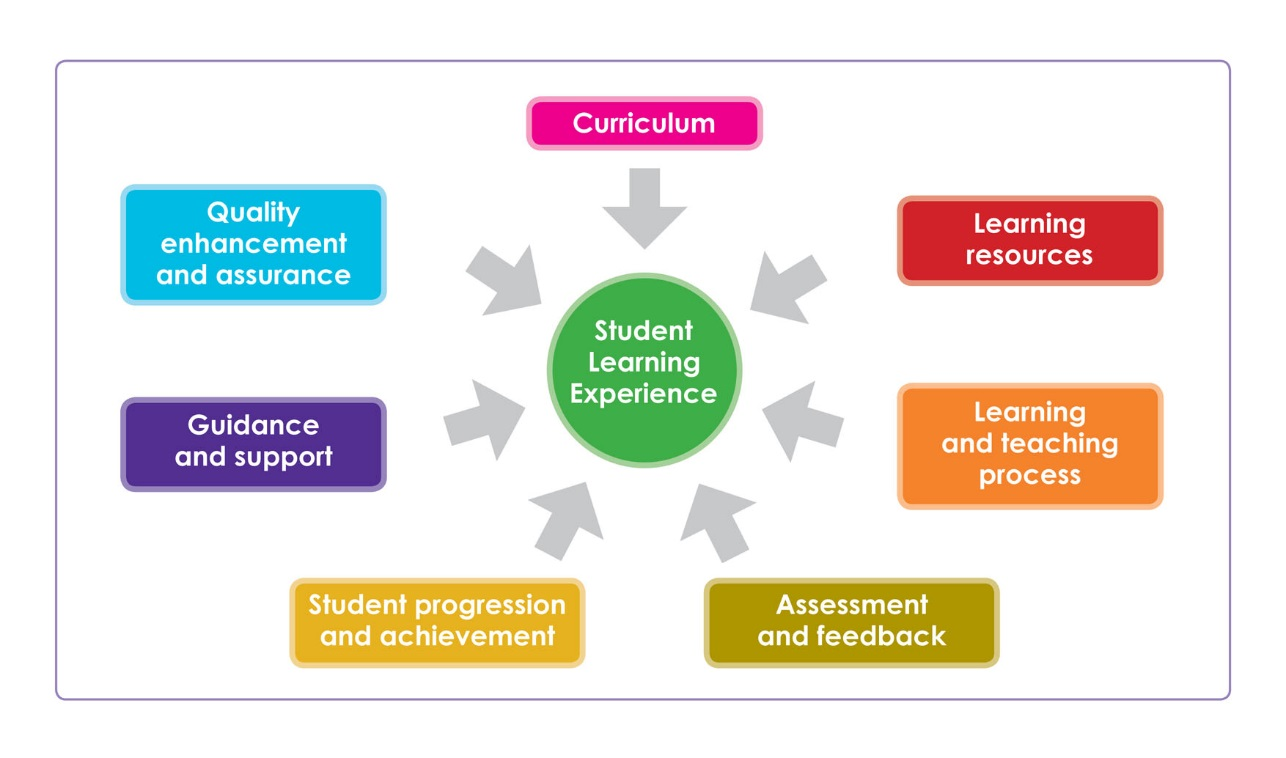 Curriculum
Quality
enhancement
and assurance
Learning
resources
Student
Learning
Experience
Guidance
and support
Learning
and teaching
process
Student progression
and achievement
Assessment
and feedback